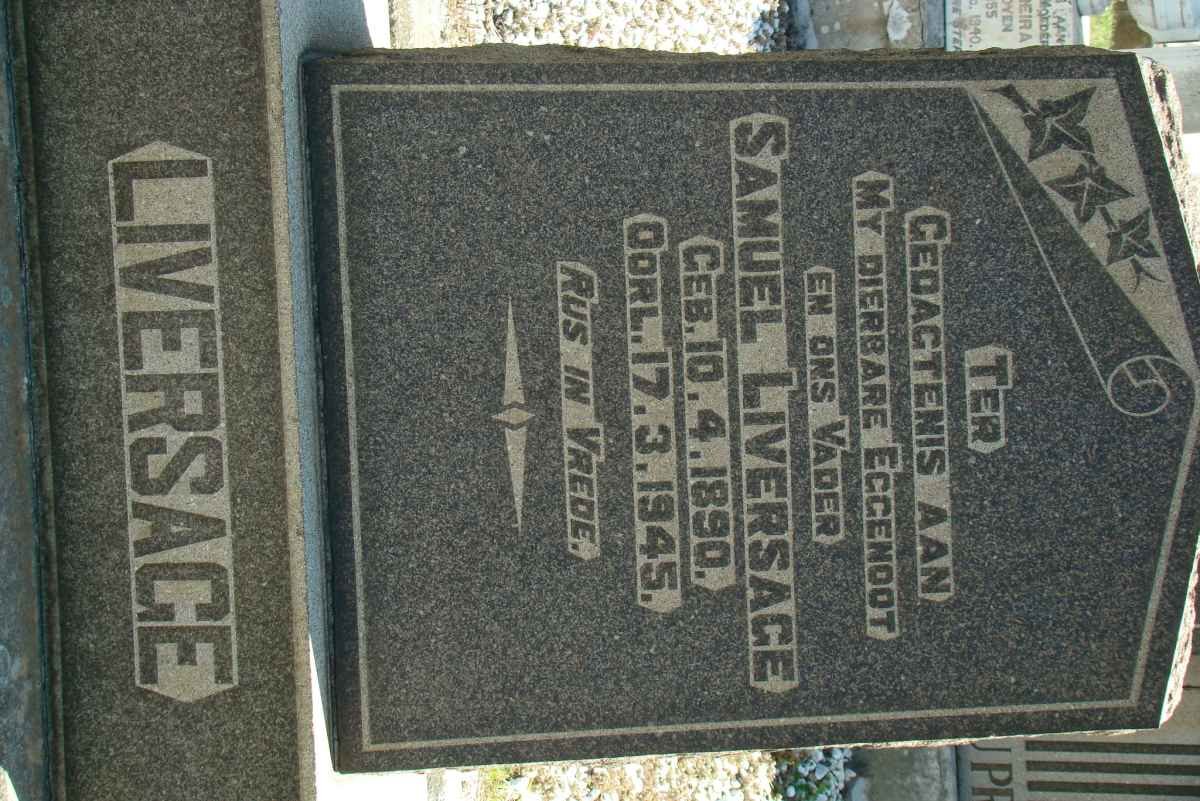 TER
GEDACTENIS AAN
MY DIERBARE EGGENOOT
EN ONS VADER
SAMUEL LIVERSAGE
GEB. 10. 4. 1890.
OORL. 17. 3. 1945.
RUS IN VREDE.
LIVERSAGE